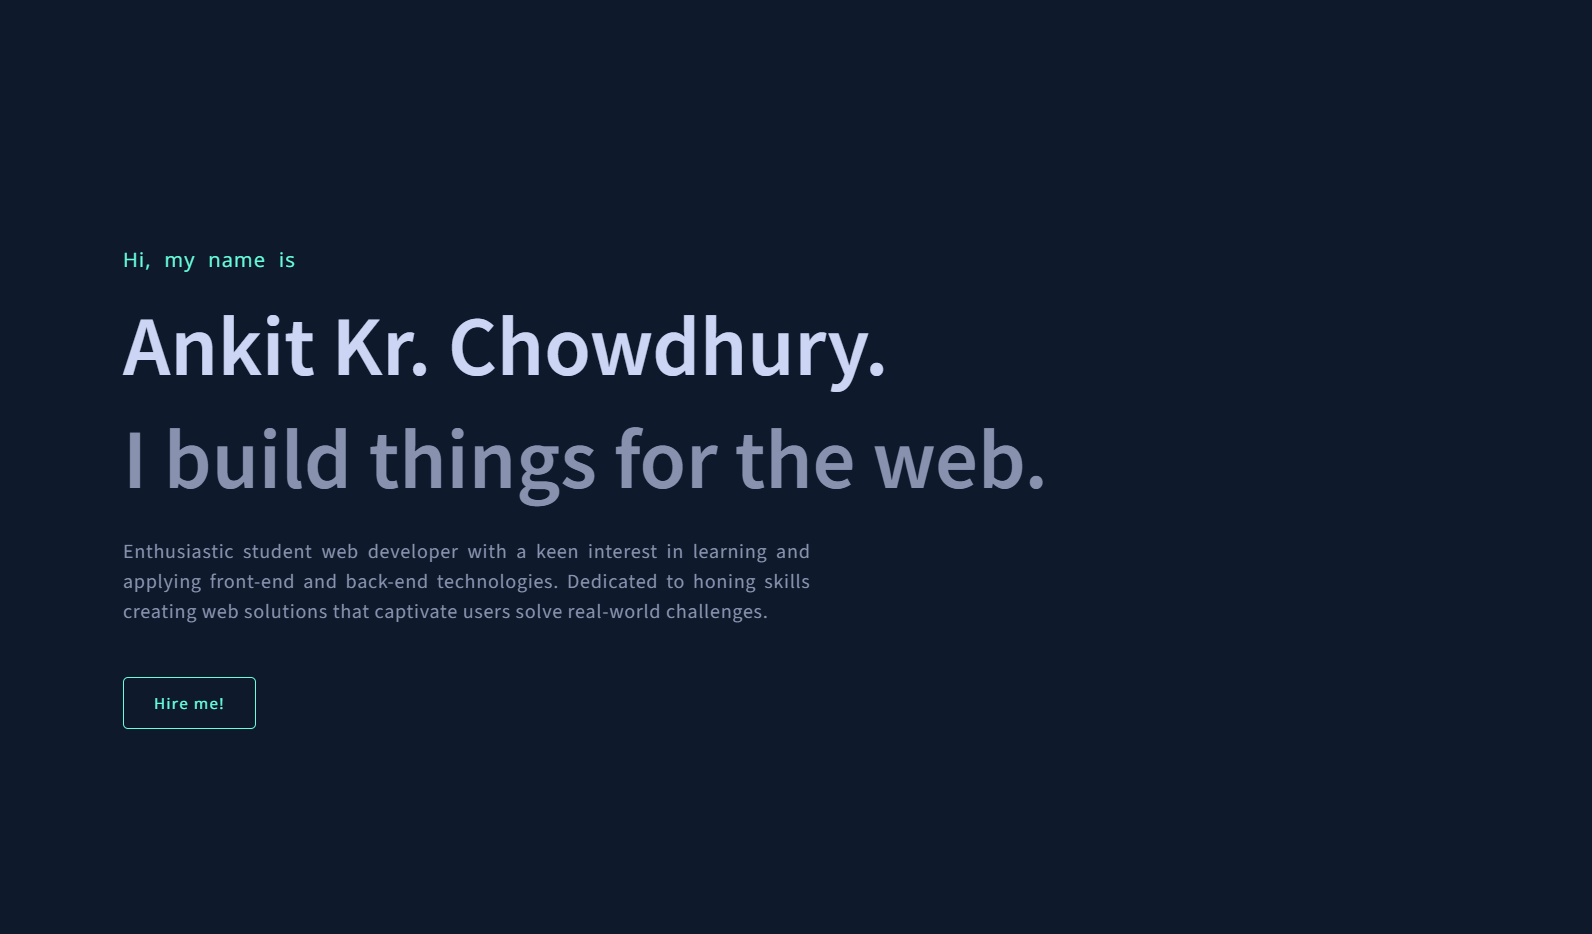 Hi, my name is
Ankit Kr. Chowdhury.
I build things for the web.
Enthusiastic student web developer with a keen interest in learning and
applying front-end and back-end technologies. Dedicated to honing skills
creating web solutions that captivate users solve real-world challenges.
Hire me!